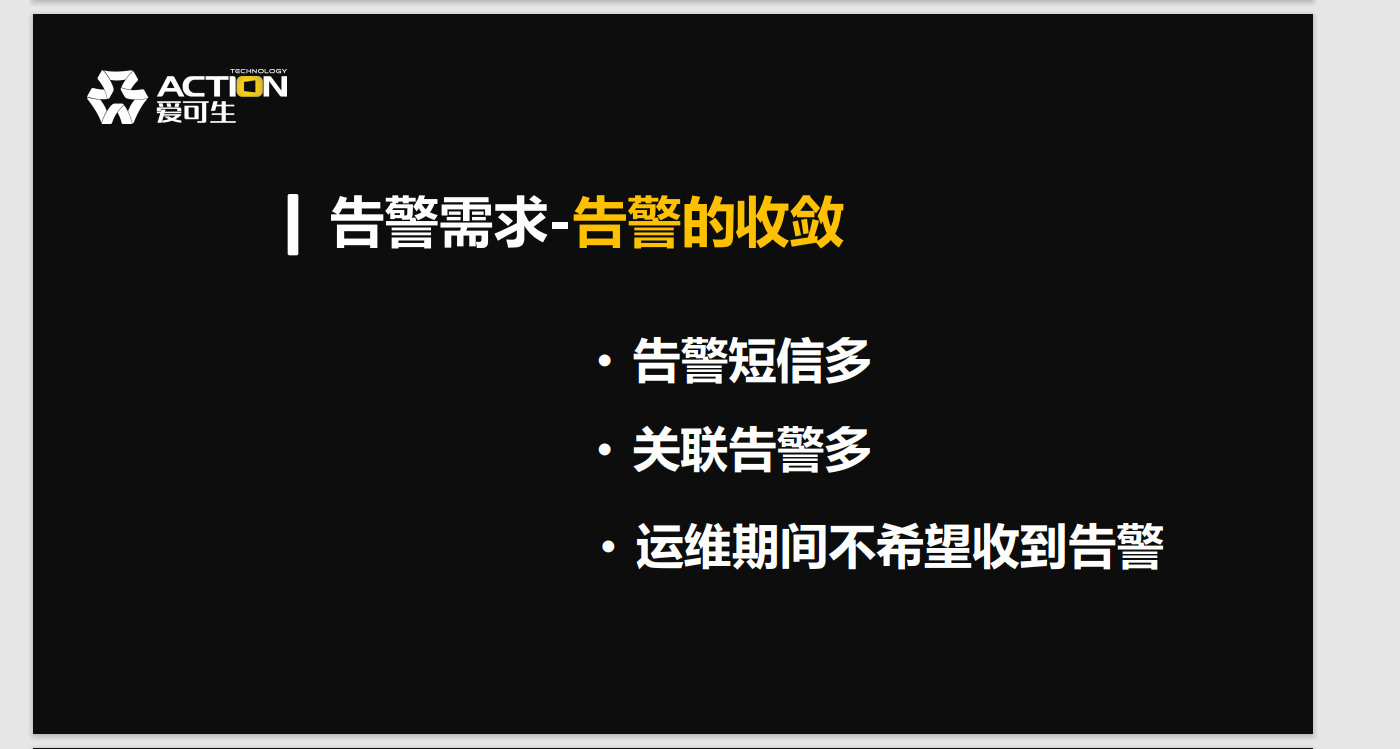 TECHNOLOGY
ACTION
爱可生
告警需求-告警的收敛
• 告警短信多
• 关联告警多
• 运维期间不希望收到告警